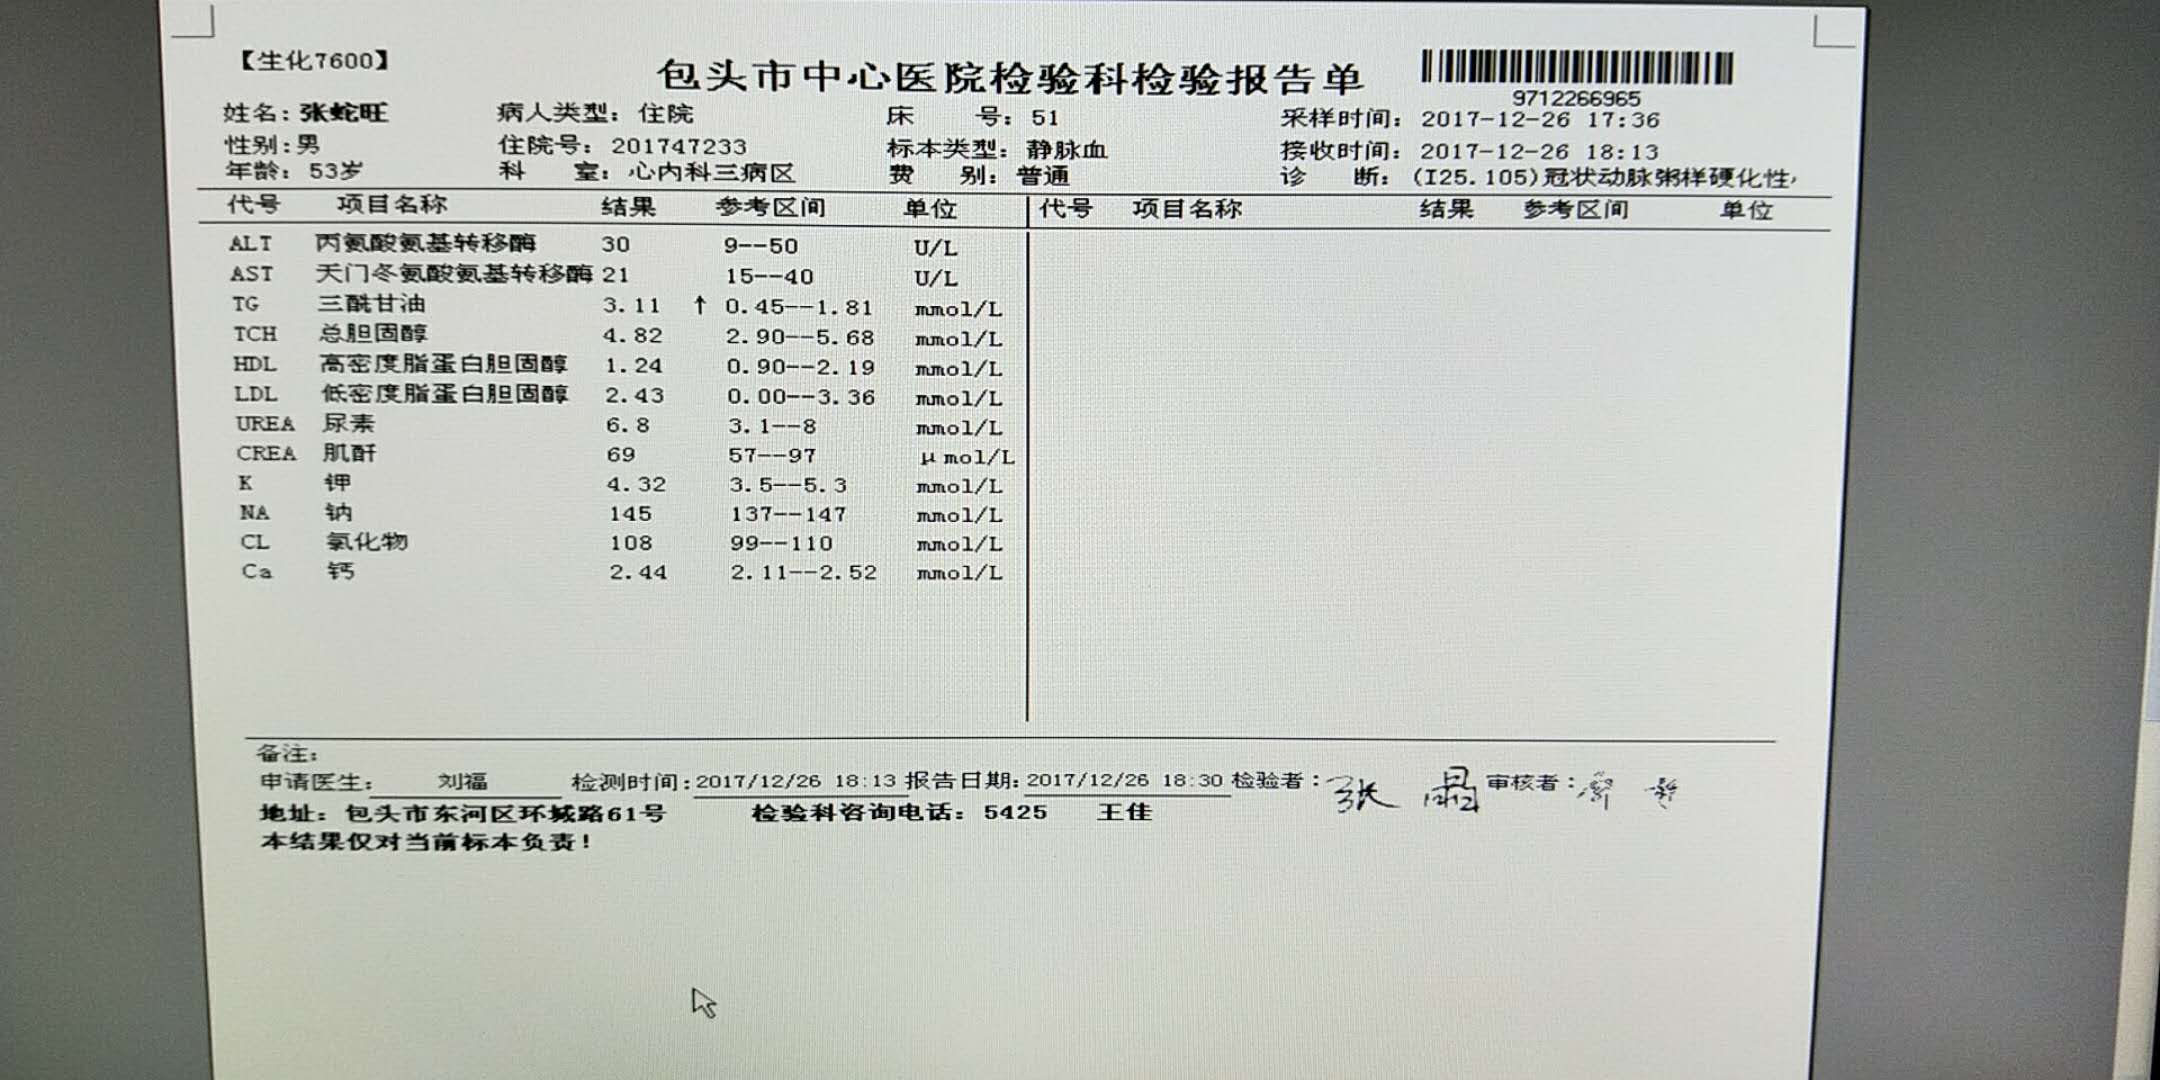 【生化7600】
包头市中心医院检验科检验报告单
9712266965
姓名:张蛇旺 病人类型: 住院 床 号: 51 采样时间: 2017-12-26 17:36
性别:男 住院号: 201747233 标本类型: 静脉血 接收时间: 2017-12-26 18:13
年龄: 53岁 科 室: 心内科三病区 费 别: 普通 诊 断: (I25.105)冠状动脉粥样硬化性
代号 项目名称 结果 参考区间 单位 代号 项目名称 结果 参考区间 单位
ALT 丙氨酸氨基转移酶 30 9--50 U/L
AST 天门冬氨酸氨基转移酶 21 15--40 U/L
TG 三酰甘油 3.11 ↑ 0.45--1.81 mmol/L
TCH 总胆固醇 4.82 2.90--5.68 mmol/L
HDL 高密度脂蛋白胆固醇 1.24 0.90--2.19 mmol/L
LDL 低密度脂蛋白胆固醇 2.43 0.00--3.36 mmol/L
UREA 尿素 6.8 3.1--8 mmol/L
CREA 肌酐 69 57--97 μmol/L
K 钾 4.32 3.5--5.3 mmol/L
NA 钠 145 137--147 mmol/L
CL 氯化物 108 99--110 mmol/L
Ca 钙 2.44 2.11--2.52 mmol/L
备注:
申请医生: 刘福 检测时间:2017/12/26 18:13 报告日期:2017/12/26 18:30 检验者: 张 审核者:
地址: 包头市东河区环城路61号 检验科咨询电话: 5425 王佳
本结果仅对当前标本负责!